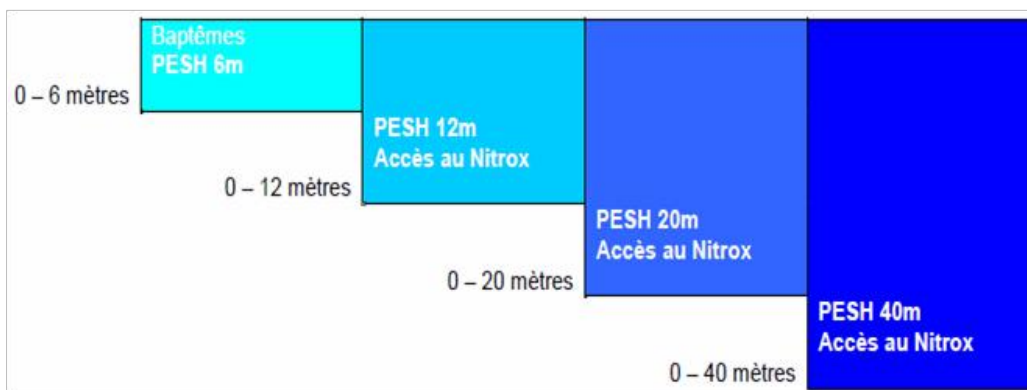 Baptêmes
PESH 6m
0 – 6 mètres
PESH 12m
Accès au Nitrox
0 – 12 mètres
PESH 20m
Accès au Nitrox
0 – 20 mètres
PESH 40m
Accès au Nitrox
0 – 40 mètres